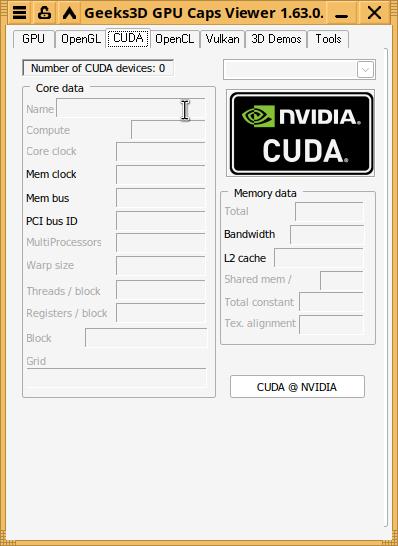 Geeks3D GPU Caps Viewer 1.63.0.
GPU OpenGL CUDA OpenCL Vulkan 3D Demos Tools
Number of CUDA devices: 0
Core data
Name
Compute
Core clock
Mem clock
Mem bus
PCI bus ID
MultiProcessors
Warp size
Threads / block
Registers / block
Block
Grid
NVIDIA.
CUDA.
Memory data
Total
Bandwidth
L2 cache
Shared mem /
Total constant
Tex. alignment
CUDA @ NVIDIA